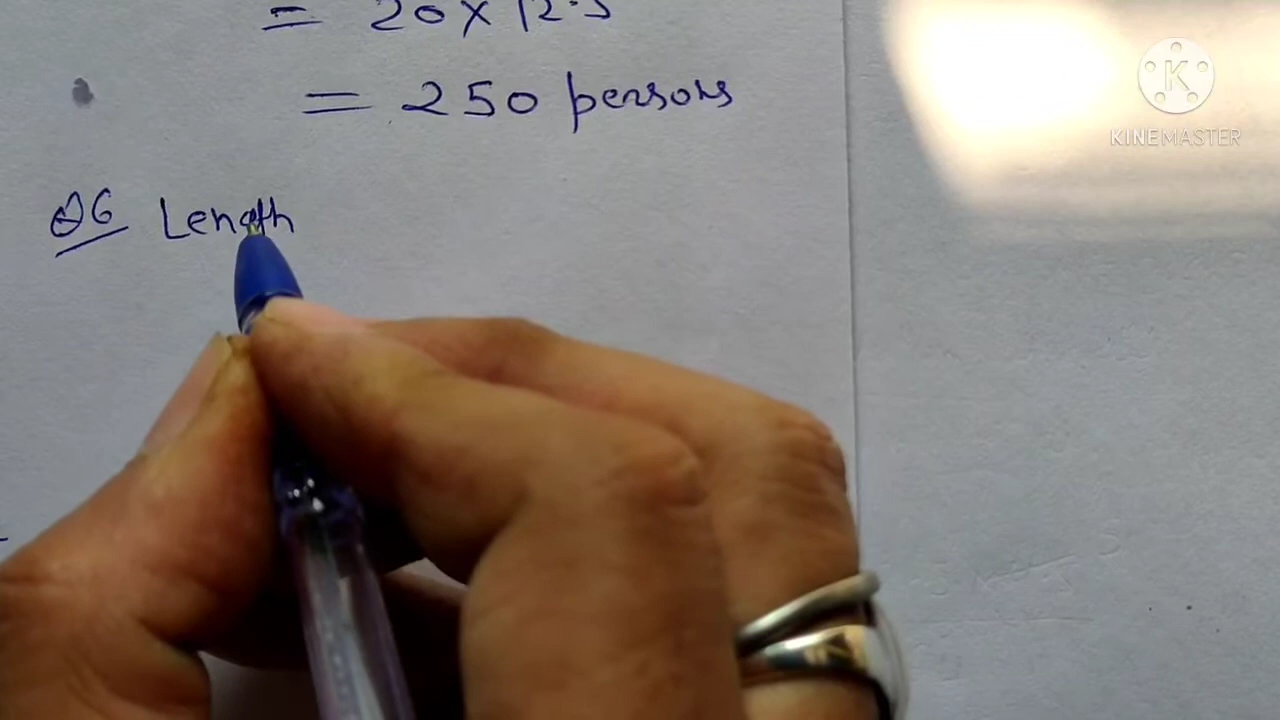 = 20 x 12.5
= 250 persons
Q6 Length
K
KINEMASTER